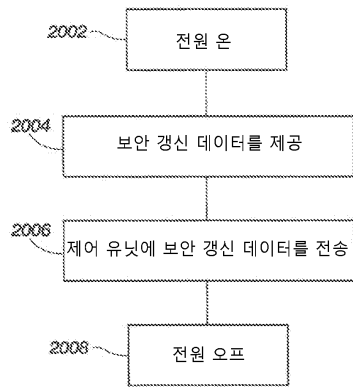 2002
전원 온
2004
보안 갱신 데이터를 제공
2006
제어 유닛에 보안 갱신 데이터를 전송
2008
전원 오프